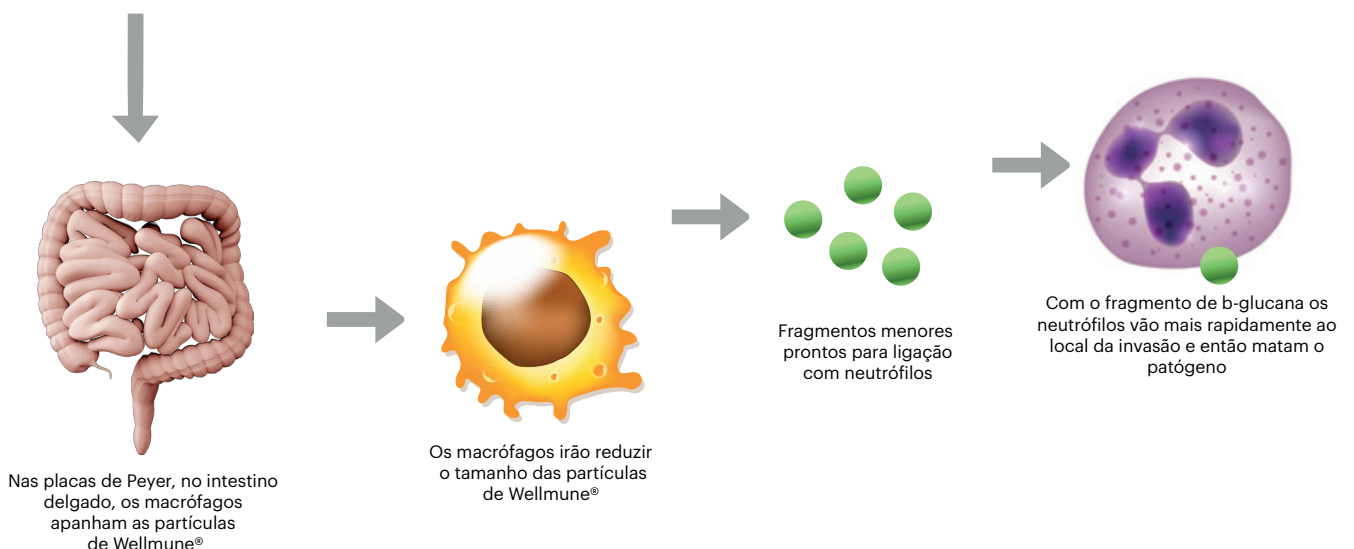 Nas placas de Peyer, no intestino
delgado, os macrófagos
apanham as partículas
de Wellmune®
Os macrófagos irão reduzir
o tamanho das partículas
de Wellmune®
Fragmentos menores
prontos para ligação
com neutrófilos
Com o fragmento de b-glucana os
neutrófilos vão mais rapidamente ao
local da invasão e então matam o
patógeno